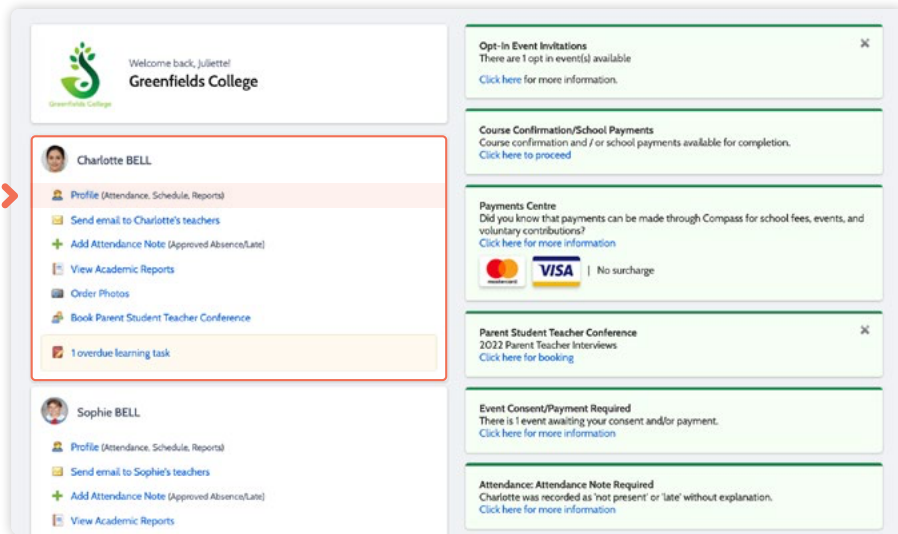 Welcome back, Juliette!
Greenfields College
Greenfields College
Charlotte BELL
Profile (Attendance, Schedule, Reports)
Send email to Charlotte's teachers
Add Attendance Note (Approved Absence/Late)
View Academic Reports
Order Photos
Book Parent Student Teacher Conference
1 overdue learning task
Sophie BELL
Profile (Attendance, Schedule, Reports)
Send email to Sophie's teachers
Add Attendance Note (Approved Absence/Late)
View Academic Reports
Opt-In Event Invitations
There are 1 opt in event(s) available
Click here for more information.
Course Confirmation/School Payments
Course confirmation and / or school payments available for completion.
Click here to proceed
Payments Centre
Did you know that payments can be made through Compass for school fees, events, and
voluntary contributions?
Click here for more information
mastercard VISA | No surcharge
Parent Student Teacher Conference
2022 Parent Teacher Interviews
Click here for booking
Event Consent/Payment Required
There is 1 event awaiting your consent and/or payment.
Click here for more information
Attendance: Attendance Note Required
Charlotte was recorded as 'not present' or 'late' without explanation.
Click here for more information